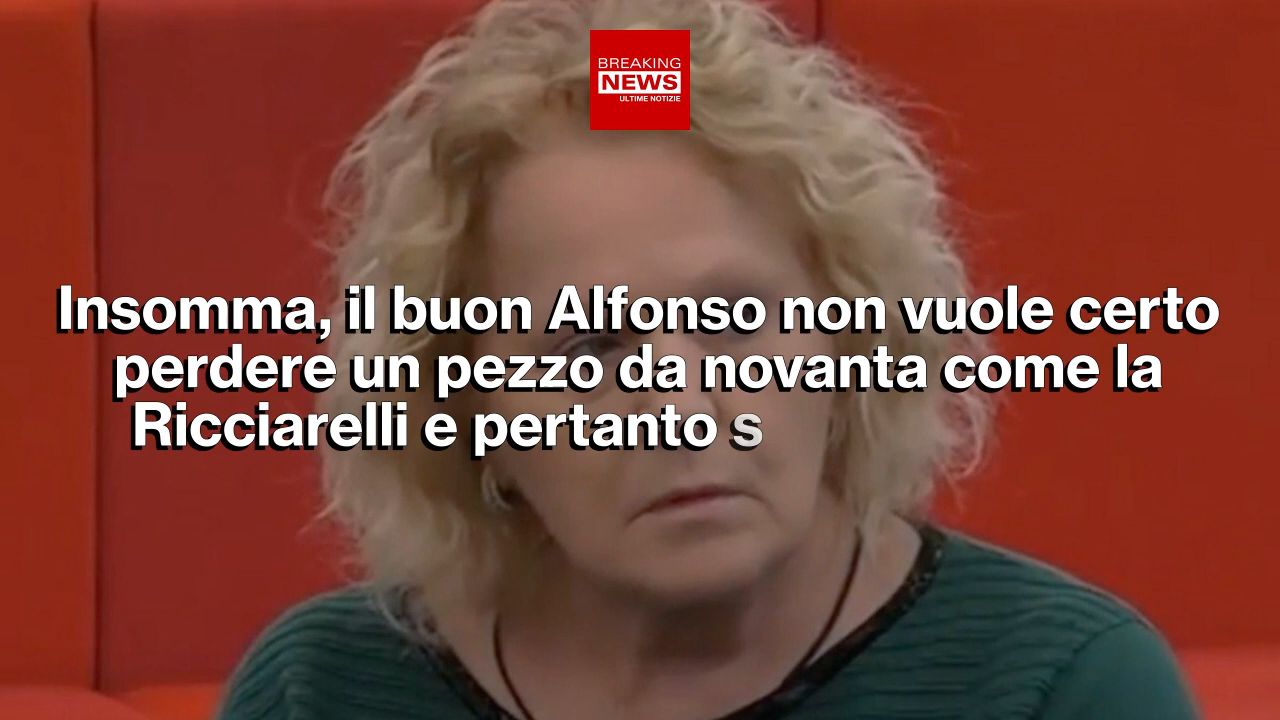 BREAKING
NEWS
ULTIME NOTIZIE
Insomma, il buon Alfonso non vuole certo
perdere un pezzo da novanta come la
Ricciarelli e pertanto s